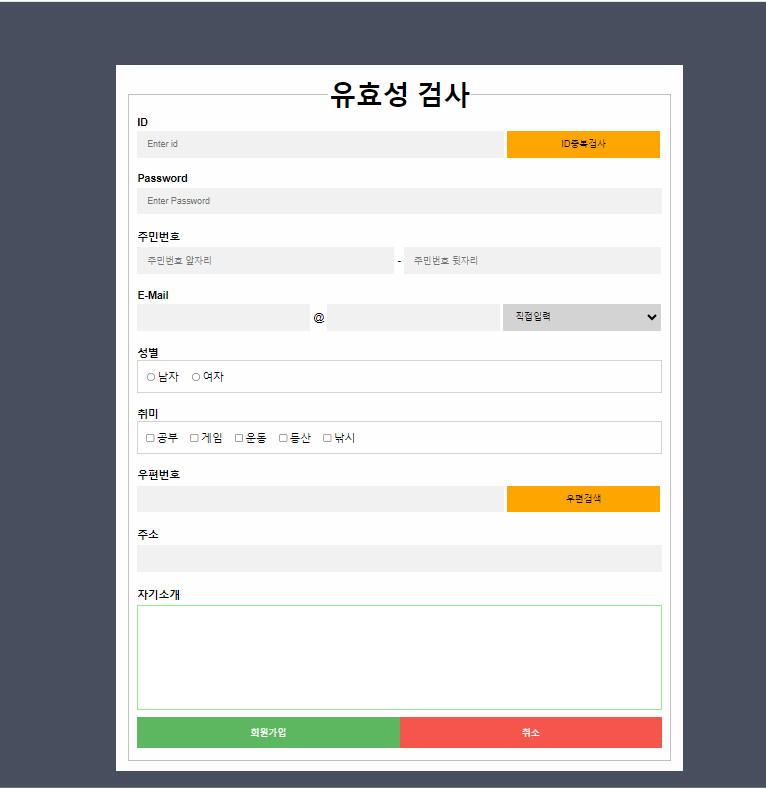 유효성 검사
ID
Enter id ID중복검사
Password
Enter Password
주민번호
주민번호 앞자리 - 주민번호 뒷자리
E-Mail
@ 직접입력
성별
남자 여자
취미
공부 게임 운동 등산 낚시
우편번호
우편검색
주소
자기소개
회원가입 취소